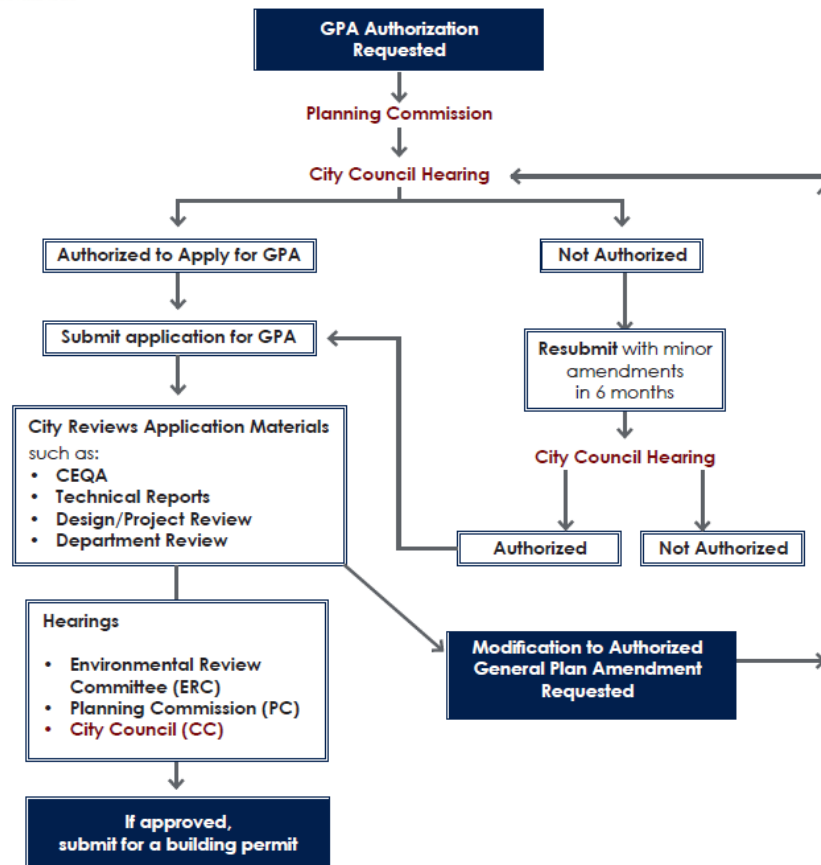 GPA Authorization
Requested
Planning Commission
City Council Hearing
Authorized to Apply for GPA
Not Authorized
Submit application for GPA
Resubmit with minor
amendments
in 6 months
City Reviews Application Materials
such as:
• CEQA
• Technical Reports
• Design/Project Review
• Department Review
City Council Hearing
Authorized
Not Authorized
Hearings
• Environmental Review
Committee (ERC)
• Planning Commission (PC)
• City Council (CC)
Modification to Authorized
General Plan Amendment
Requested
If approved,
submit for a building permit